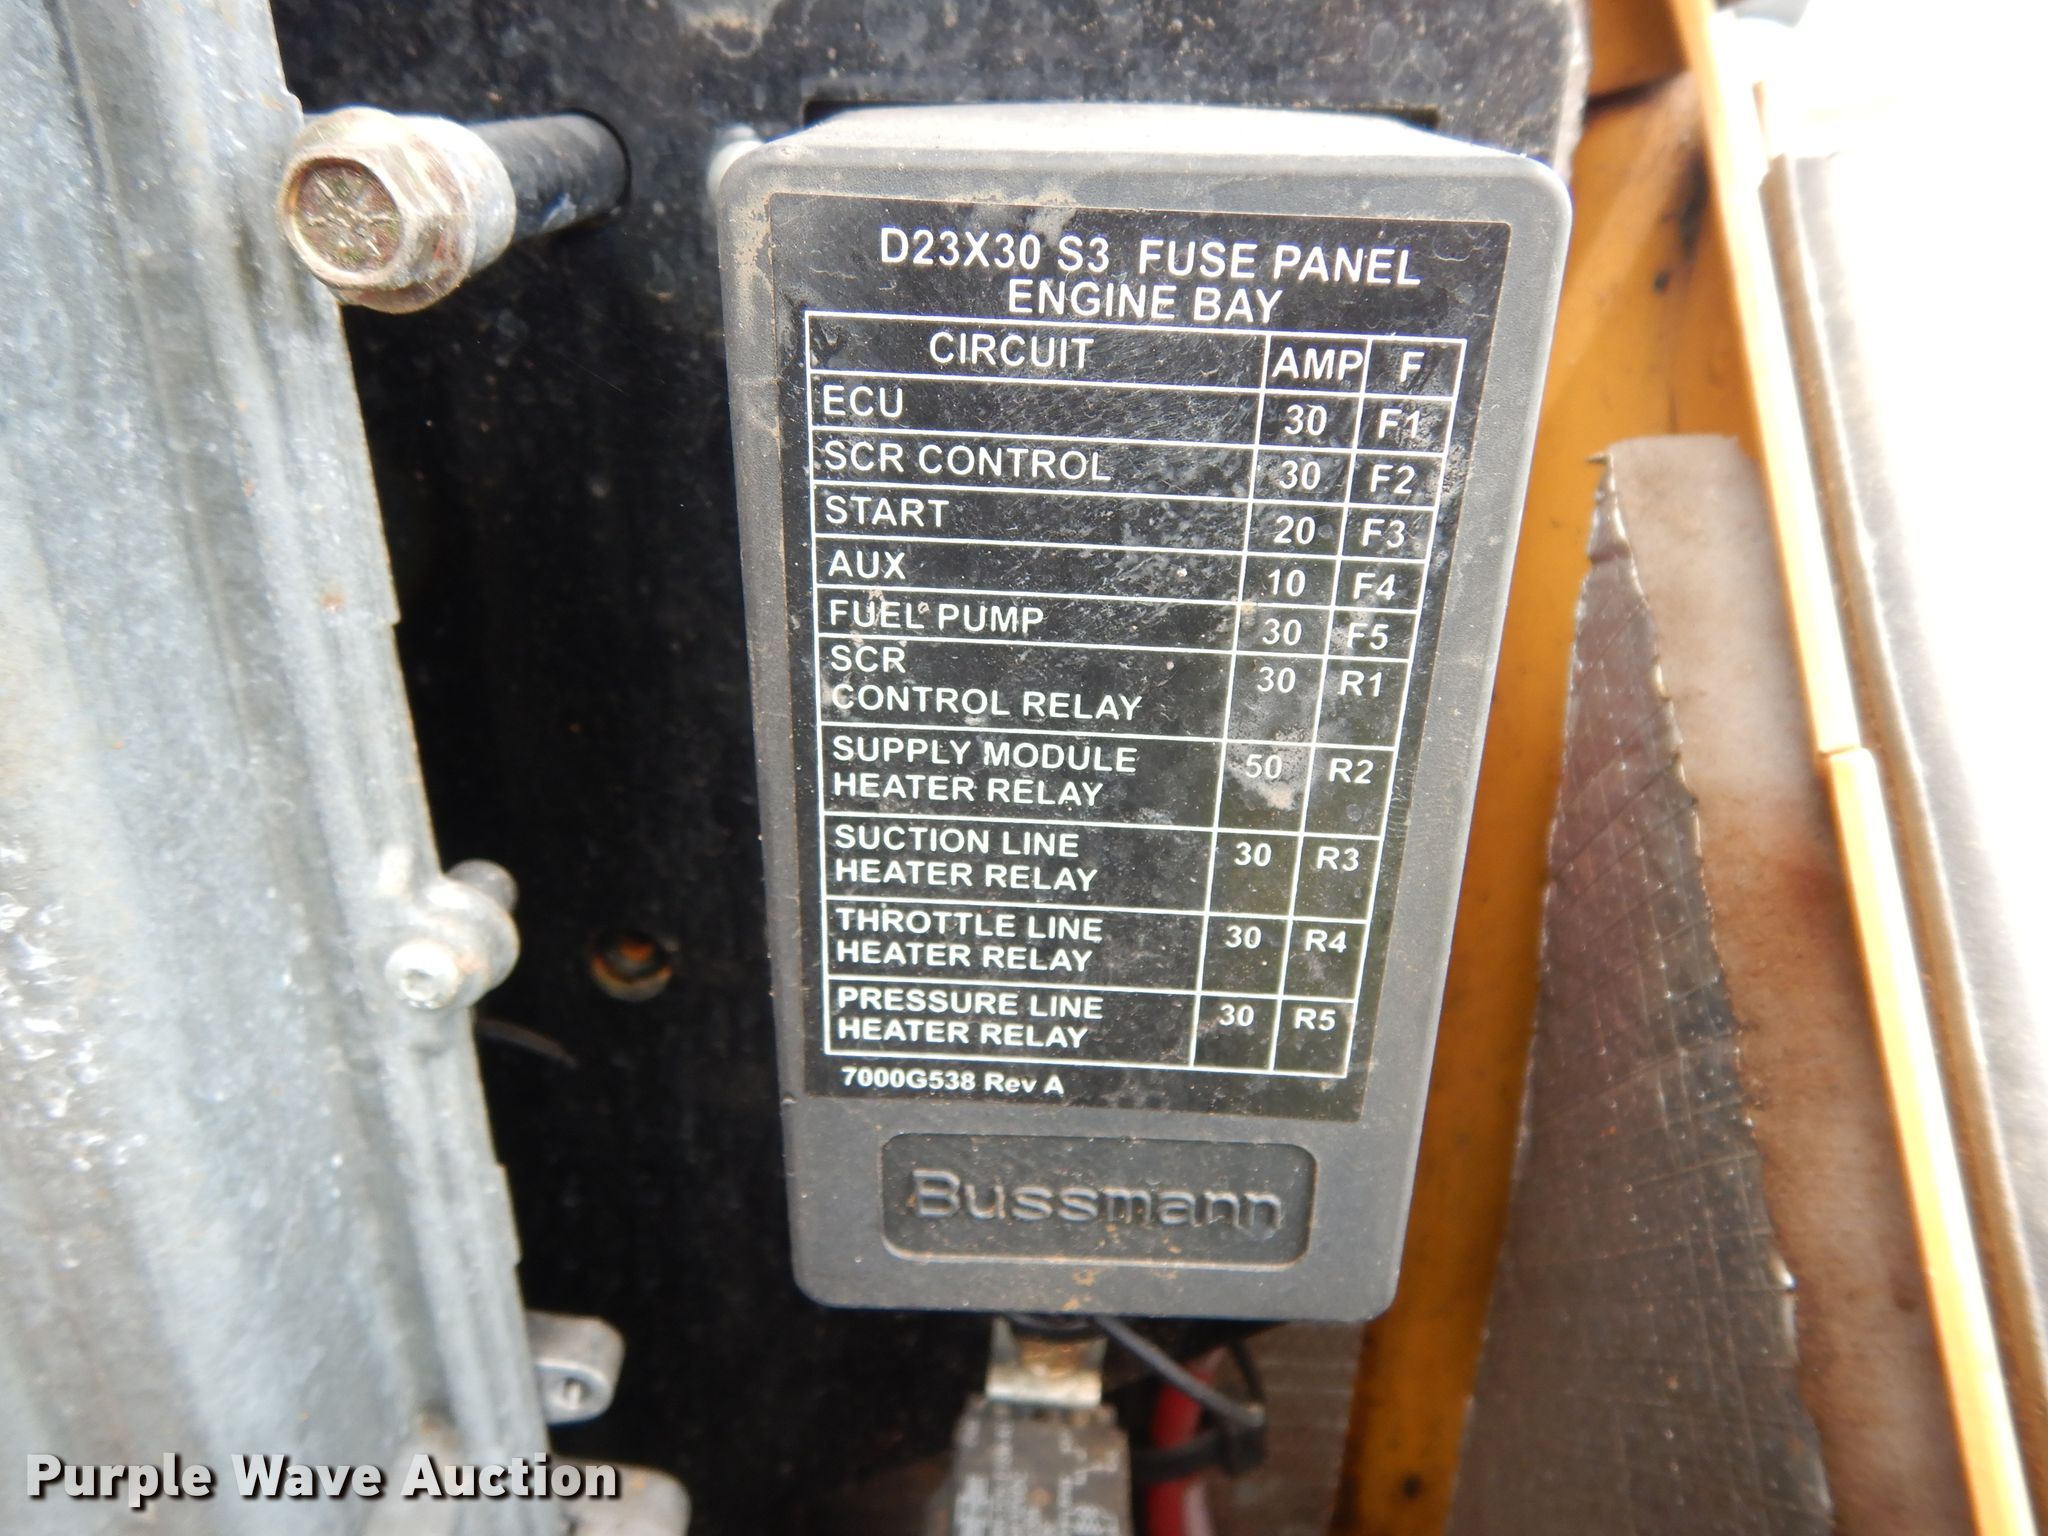 D23X30 S3 FUSE PANEL
ENGINE BAY
CIRCUIT AMP F
ECU 30 F1
SCR CONTROL 30 F2
START 20 F3
AUX 10 F4
FUEL PUMP 30 F5
SCR
CONTROL RELAY 30 R1
SUPPLY MODULE
HEATER RELAY 50 R2
SUCTION LINE
HEATER RELAY 30 R3
THROTTLE LINE
HEATER RELAY 30 R4
PRESSURE LINE
HEATER RELAY 30 R5
7000G538 Rev A
Bussmann
Purple Wave Auction